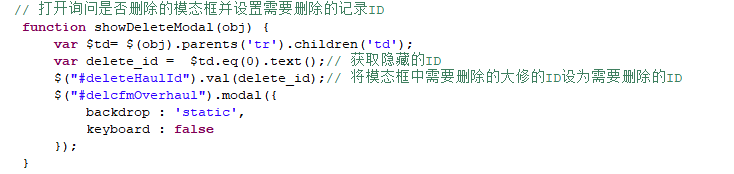 // 打开询问是否删除的模态框并设置需要删除的记录ID
function showDeleteModal(obj) {
    var $td= $(obj).parents('tr').children('td');
    var delete_id =  $td.eq(0).text();// 获取隐藏的ID
    $("#deleteHaulId").val(delete_id);// 将模态框中需要删除的大修的ID设为需要删除的ID
    $("#delcfmOverhaul").modal({
        backdrop : 'static',
        keyboard : false
    });
}